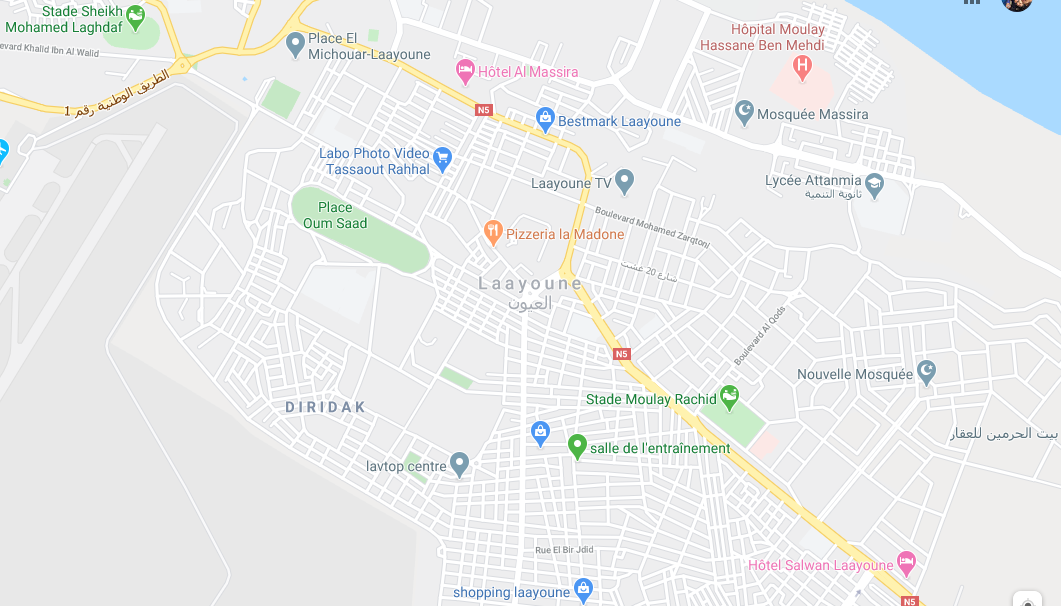 Stade Sheikh
Mohamed Laghdaf
Hôpital Moulay
Hassane Ben Mehdi
Place El
Michouar-Laayoune
evard Khalid Ibn Al Walid
Hôtel Al Massira
H
الطريق الوطنية رقم 1
N5
Bestmark Laayoune
Mosquée Massira
Labo Photo Video
Tassaout Rahhal
Laayoune TV
Lycée Attanmia
ثانوية التنمية
Place
Oum Saad
Boulevard Mohamed Zarqtoni
Pizzeria la Madone
شارع 20 غشت
Laayoune
العيون
Boulevard Al Qods
N5
Nouvelle Mosquée
DIRIDAK
Stade Moulay Rachid
بيت الحرمين للعقار
salle de l'entraînement
lavtop centre
Rue El Bir Jdid
Hôtel Salwan Laayoune
shopping laayoune
N5